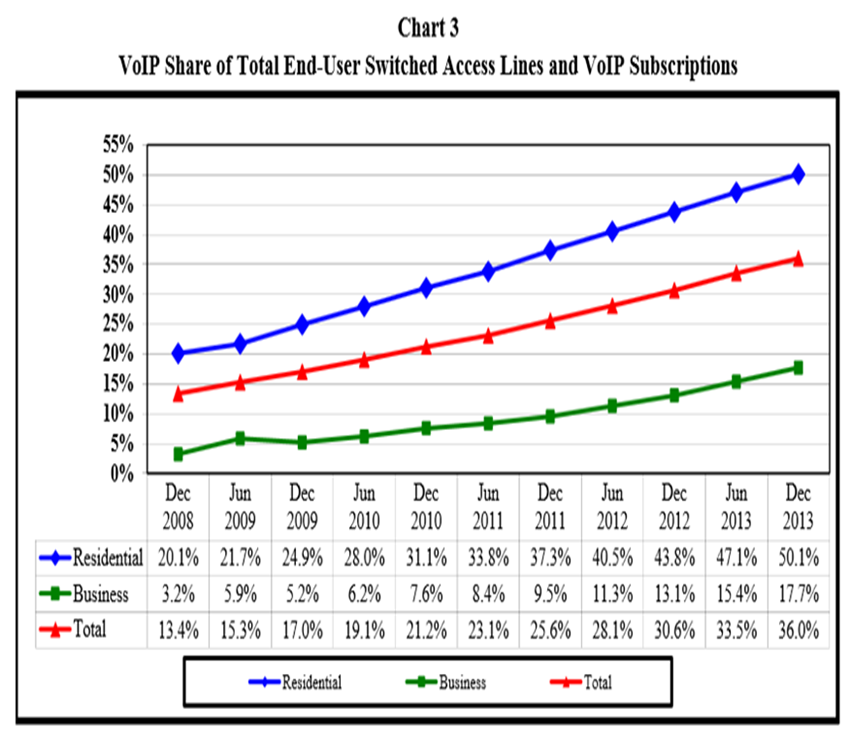 Chart 3
VoIP Share of Total End-User Switched Access Lines and VoIP Subscriptions
55%
50%
45%
40%
35%
30%
25%
20%
15%
10%
5%
0%
Dec Jun Dec Jun Dec Jun Dec Jun Dec Jun Dec
2008 2009 2009 2010 2010 2011 2011 2012 2012 2013 2013
Residential 20.1% 21.7% 24.9% 28.0% 31.1% 33.8% 37.3% 40.5% 43.8% 47.1% 50.1%
Business 3.2% 5.9% 5.2% 6.2% 7.6% 8.4% 9.5% 11.3% 13.1% 15.4% 17.7%
Total 13.4% 15.3% 17.0% 19.1% 21.2% 23.1% 25.6% 28.1% 30.6% 33.5% 36.0%
Residential Business Total